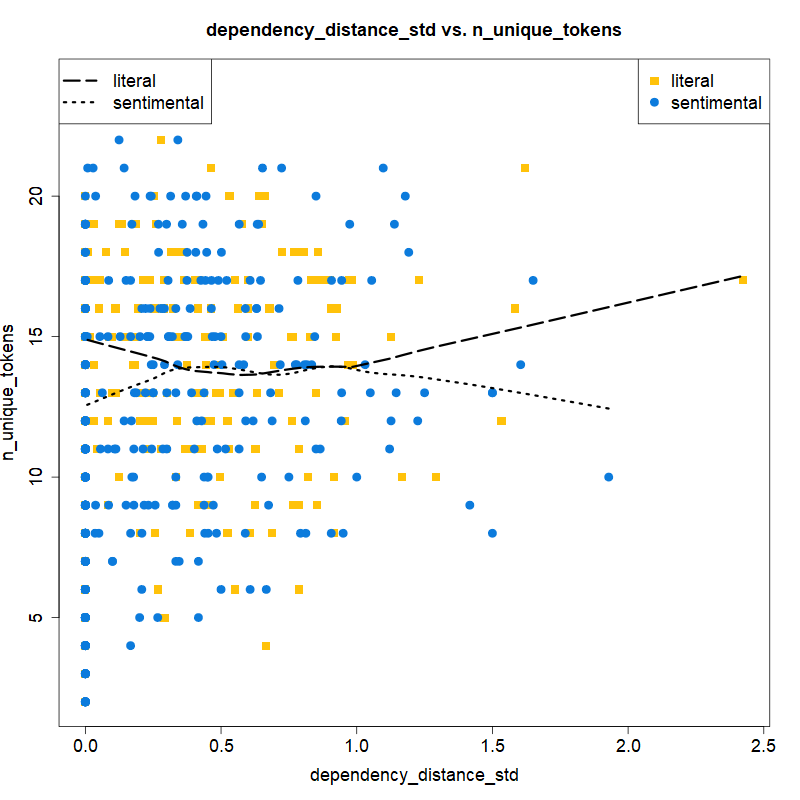 dependency_distance_std vs. n_unique_tokens
literal
sentimental
literal
sentimental
20
15
10
5
n_unique_tokens
0.0 0.5 1.0 1.5 2.0 2.5
dependency_distance_std